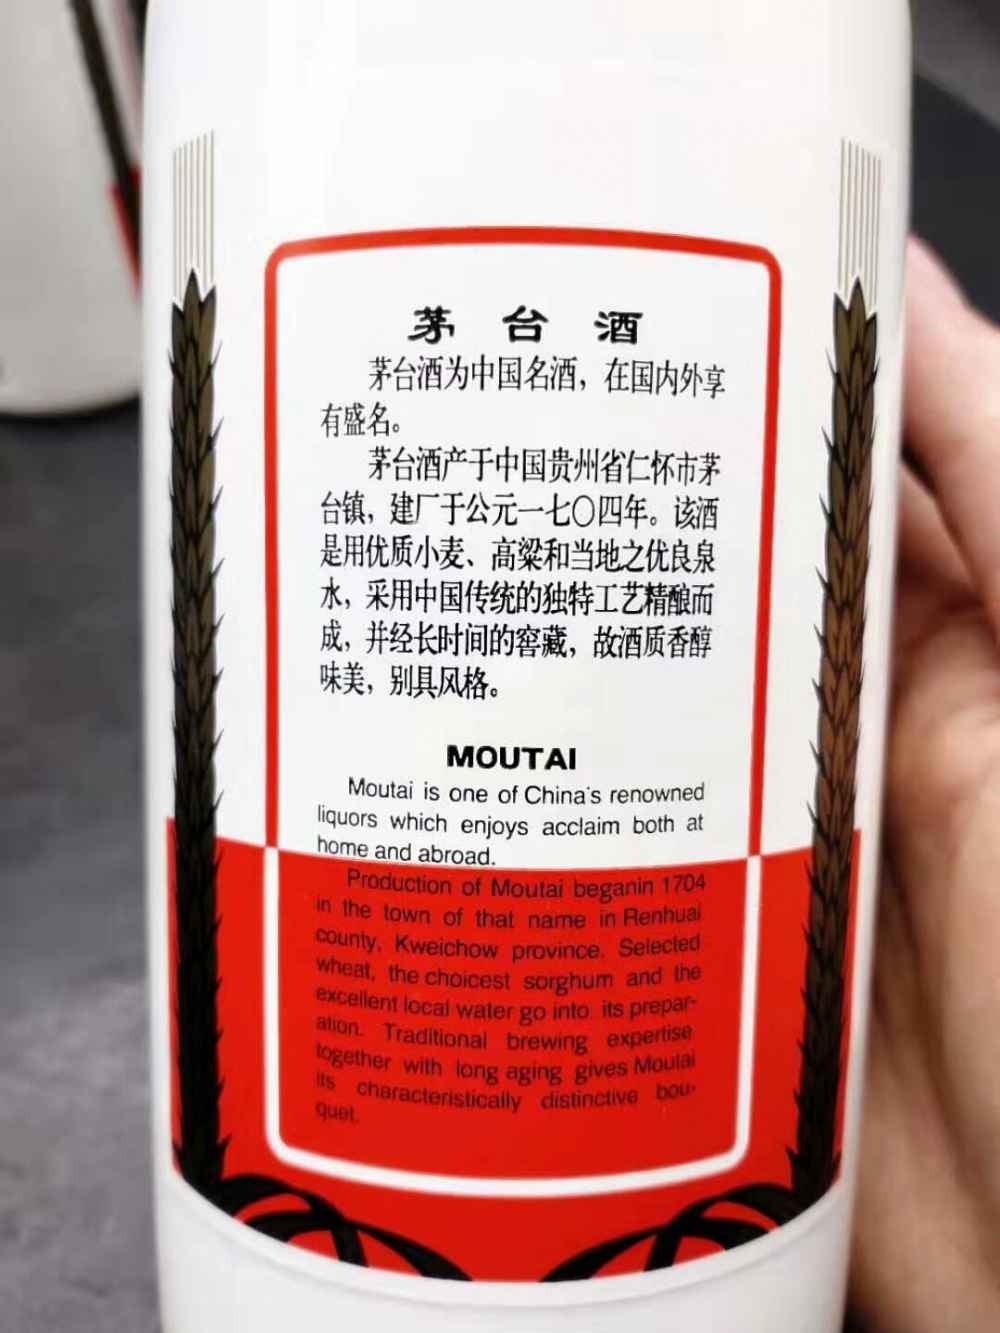 茅台酒
茅台酒为中国名酒，在国内外享
有盛名。
茅台酒产于中国贵州省仁怀市茅
台镇，建厂于公元一七〇四年。该酒
是用优质小麦、高粱和当地之优良泉
水，采用中国传统的独特工艺精酿而
成，并经长时间的窖藏，故酒质香醇
味美，别具风格。
MOUTAI
Moutai is one of China's renowned
liquors which enjoys acclaim both at
home and abroad.
Production of Moutai beganin 1704
in the town of that name in Renhuai
county, Kweichow province. Selected
wheat, the choicest sorghum and the
excellent local water go into its prepar-
ation. Traditional brewing expertise
together with long aging gives Moutai
its characteristically distinctive bou-
quet.